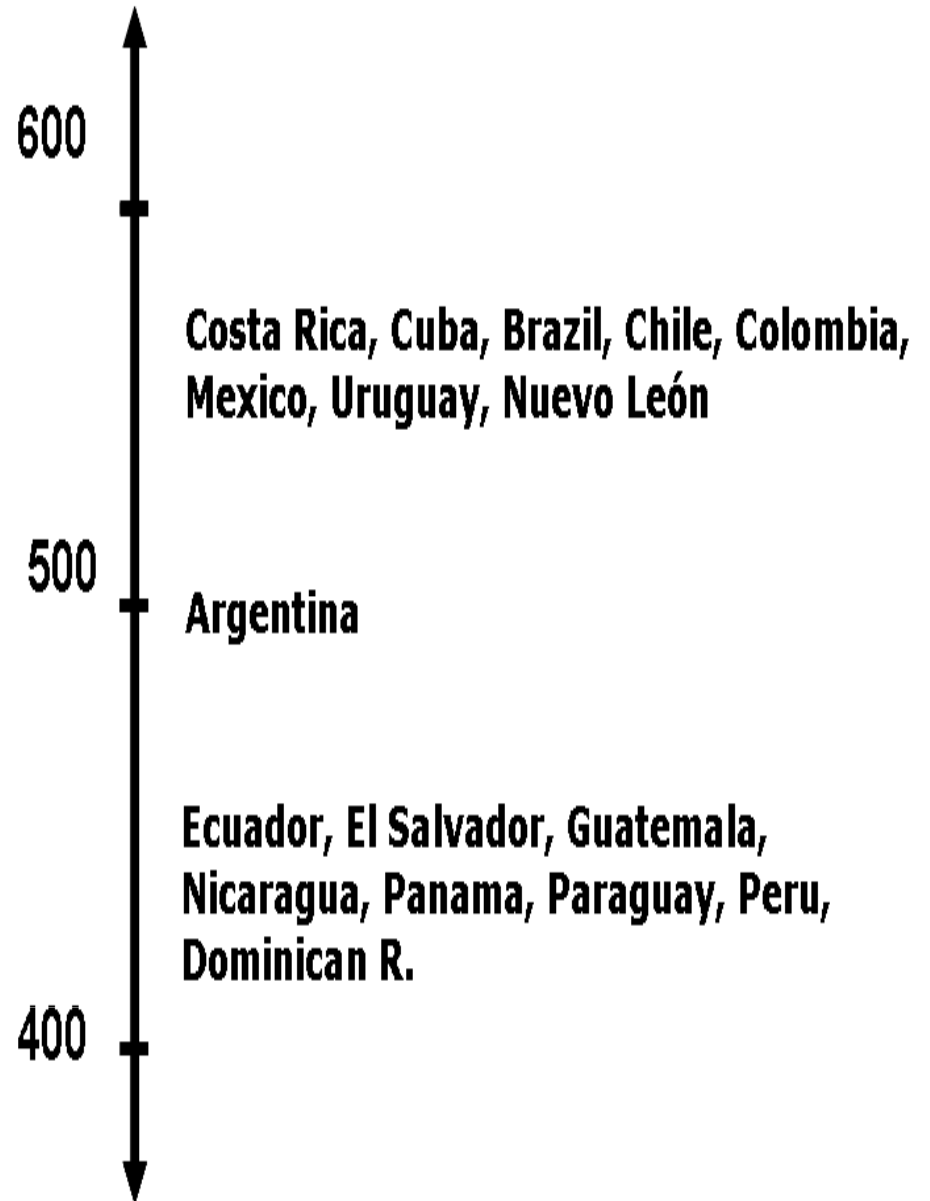 600
Costa Rica, Cuba, Brazil, Chile, Colombia,
Mexico, Uruguay, Nuevo León
500
Argentina
Ecuador, El Salvador, Guatemala,
Nicaragua, Panama, Paraguay, Peru,
Dominican R.
400